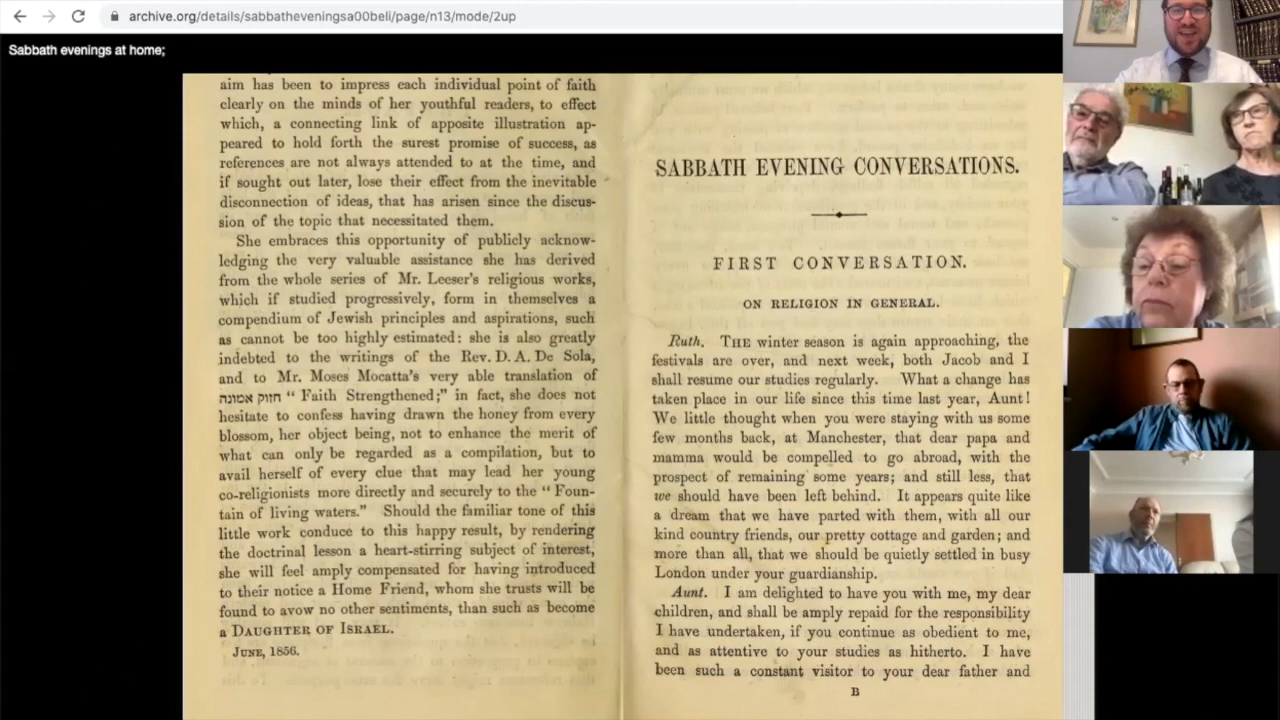 archive.org/details/sabbatheveningsa00beli/page/n13/mode/2up
Sabbath evenings at home;
aim has been to impress each individual point of faith
clearly on the minds of her youthful readers, to effect
which, a connecting link of apposite illustration ap-
peared to hold forth the surest promise of success, as
references are not always attended to at the time, and
if sought out later, lose their effect from the inevitable
disconnection of ideas, that has arisen since the discus-
sion of the topic that necessitated them.
She embraces this opportunity of publicly acknow-
ledging the very valuable assistance she has derived
from the whole series of Mr. Leeser's religious works,
which if studied progressively, form in themselves a
compendium of Jewish principles and aspirations, such
as cannot be too highly estimated: she is also greatly
indebted to the writings of the Rev. D. A. De Sola,
and to Mr. Moses Mocatta's very able translation of
חזוק אמונה “ Faith Strengthened;” in fact, she does not
hesitate to confess having drawn the honey from every
blossom, her object being, not to enhance the merit of
what can only be regarded as a compilation, but to
avail herself of every clue that may lead her young
co-religionists more directly and securely to the “ Foun-
tain of living waters.” Should the familiar tone of this
little work conduce to this happy result, by rendering
the doctrinal lesson a heart-stirring subject of interest,
she will feel amply compensated for having introduced
to their notice a Home Friend, whom she trusts will be
found to avow no other sentiments, than such as become
a DAUGHTER OF ISRAEL.
JUNE, 1856.
SABBATH EVENING CONVERSATIONS.
FIRST CONVERSATION.
ON RELIGION IN GENERAL.
Ruth. THE winter season is again approaching, the
festivals are over, and next week, both Jacob and I
shall resume our studies regularly. What a change has
taken place in our life since this time last year, Aunt!
We little thought when you were staying with us some
few months back, at Manchester, that dear papa and
mamma would be compelled to go abroad, with the
prospect of remaining some years; and still less, that
we should have been left behind. It appears quite like
a dream that we have parted with them, with all our
kind country friends, our pretty cottage and garden; and
more than all, that we should be quietly settled in busy
London under your guardianship.
Aunt. I am delighted to have you with me, my dear
children, and shall be amply repaid for the responsibility
I have undertaken, if you continue as obedient to me,
and as attentive to your studies as hitherto. I have
been such a constant visitor to your dear father and
B